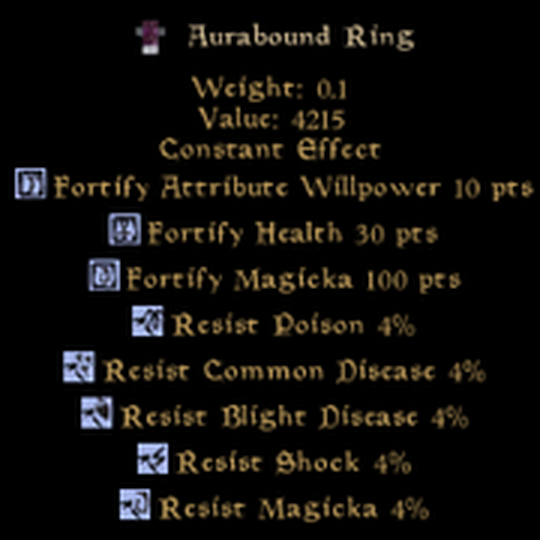 Aurabound Ring
Weight: 0.1
Value: 4215
Constant Effect
Fortify Attribute Willpower 10 pts
Fortify Health 30 pts
Fortify Magicka 100 pts
Resist Poison 4%
Resist Common Disease 4%
Resist Blight Disease 4%
Resist Shock 4%
Resist Magicka 4%